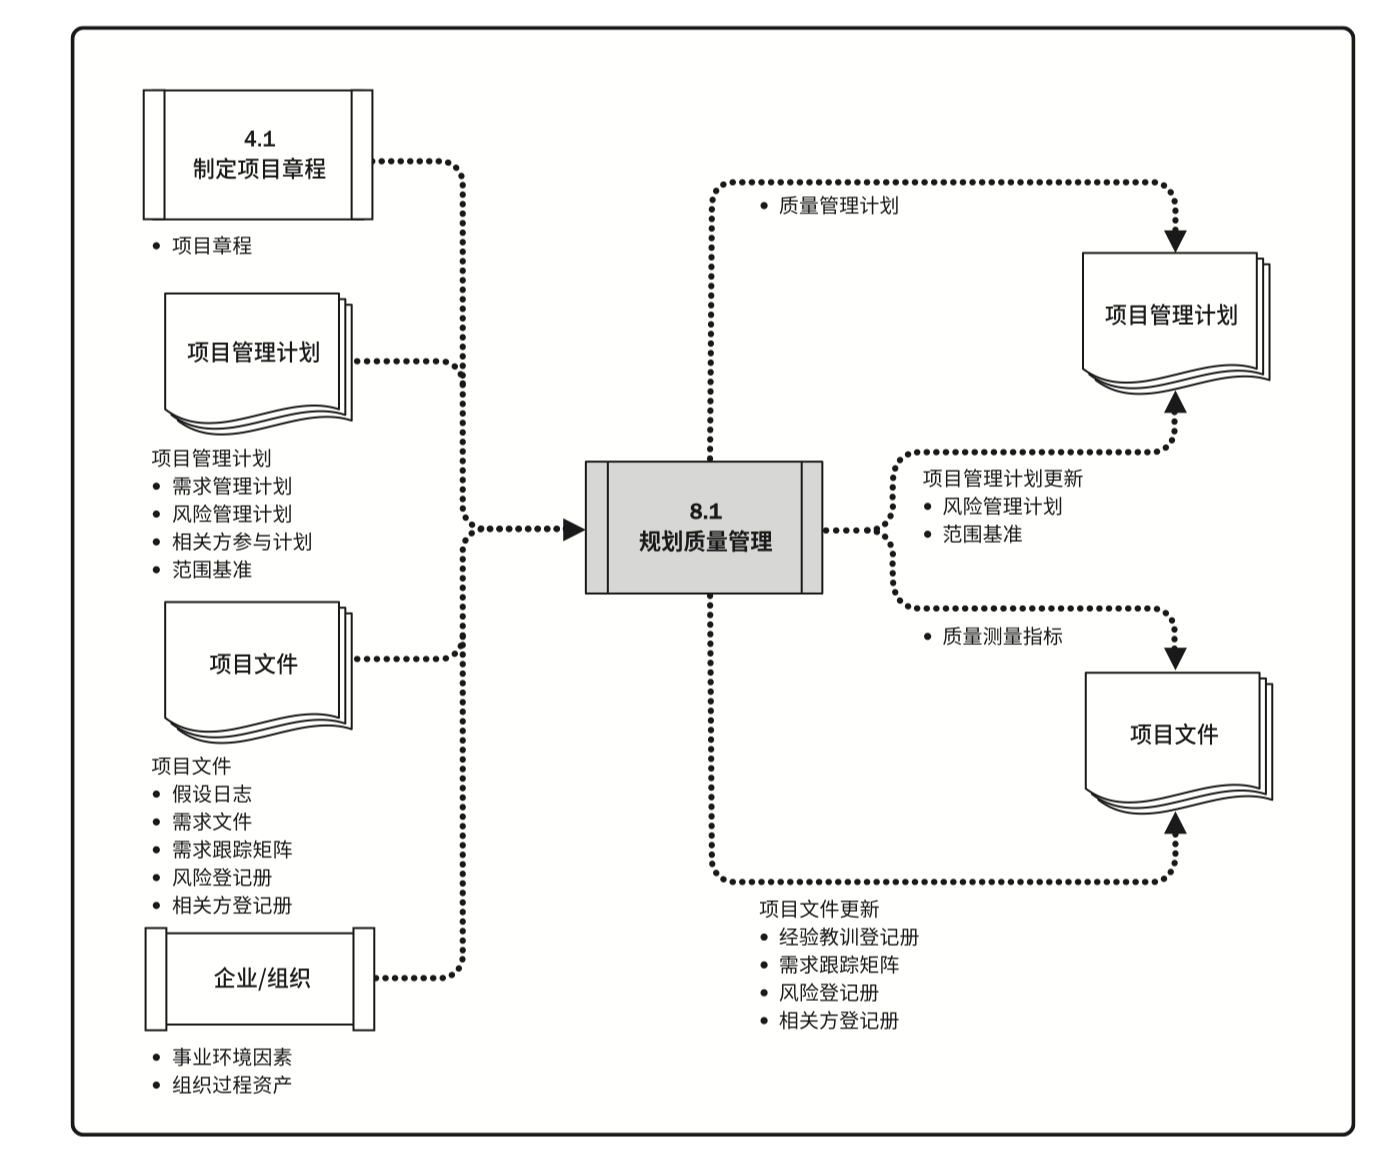 4.1
制定项目章程
• 项目章程
项目管理计划
项目管理计划
• 需求管理计划
• 风险管理计划
• 相关方参与计划
• 范围基准
项目文件
项目文件
• 假设日志
• 需求文件
• 需求跟踪矩阵
• 风险登记册
• 相关方登记册
企业/组织
• 事业环境因素
• 组织过程资产
8.1
规划质量管理
• 质量管理计划
项目管理计划
项目管理计划更新
• 风险管理计划
• 范围基准
• 质量测量指标
项目文件
项目文件更新
• 经验教训登记册
• 需求跟踪矩阵
• 风险登记册
• 相关方登记册